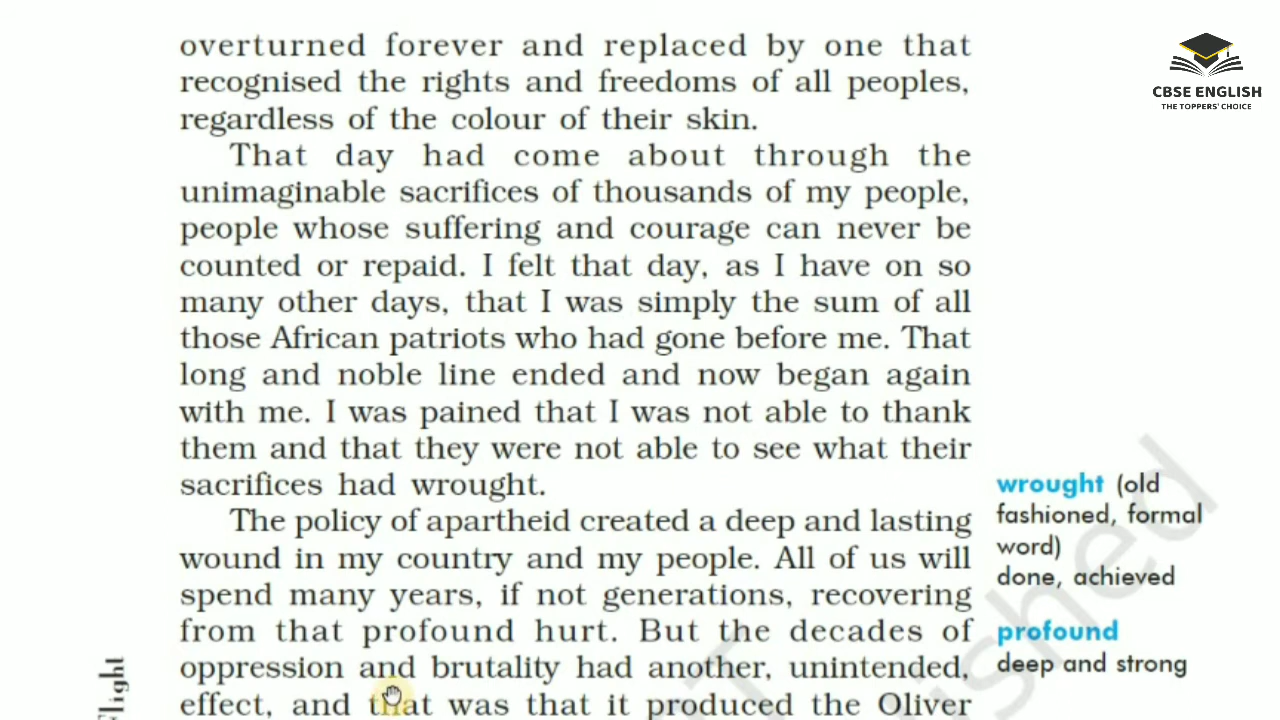 overturned forever and replaced by one that
recognised the rights and freedoms of all peoples,
regardless of the colour of their skin.
That day had come about through the
unimaginable sacrifices of thousands of my people,
people whose suffering and courage can never be
counted or repaid. I felt that day, as I have on so
many other days, that I was simply the sum of all
those African patriots who had gone before me. That
long and noble line ended and now began again
with me. I was pained that I was not able to thank
them and that they were not able to see what their
sacrifices had wrought.
The policy of apartheid created a deep and lasting
wound in my country and my people. All of us will
spend many years, if not generations, recovering
from that profound hurt. But the decades of
oppression and brutality had another, unintended,
effect, and that was that it produced the Oliver
wrought (old
fashioned, formal
word)
done, achieved
profound
deep and strong
CBSE ENGLISH
THE TOPPERS' CHOICE
Flight